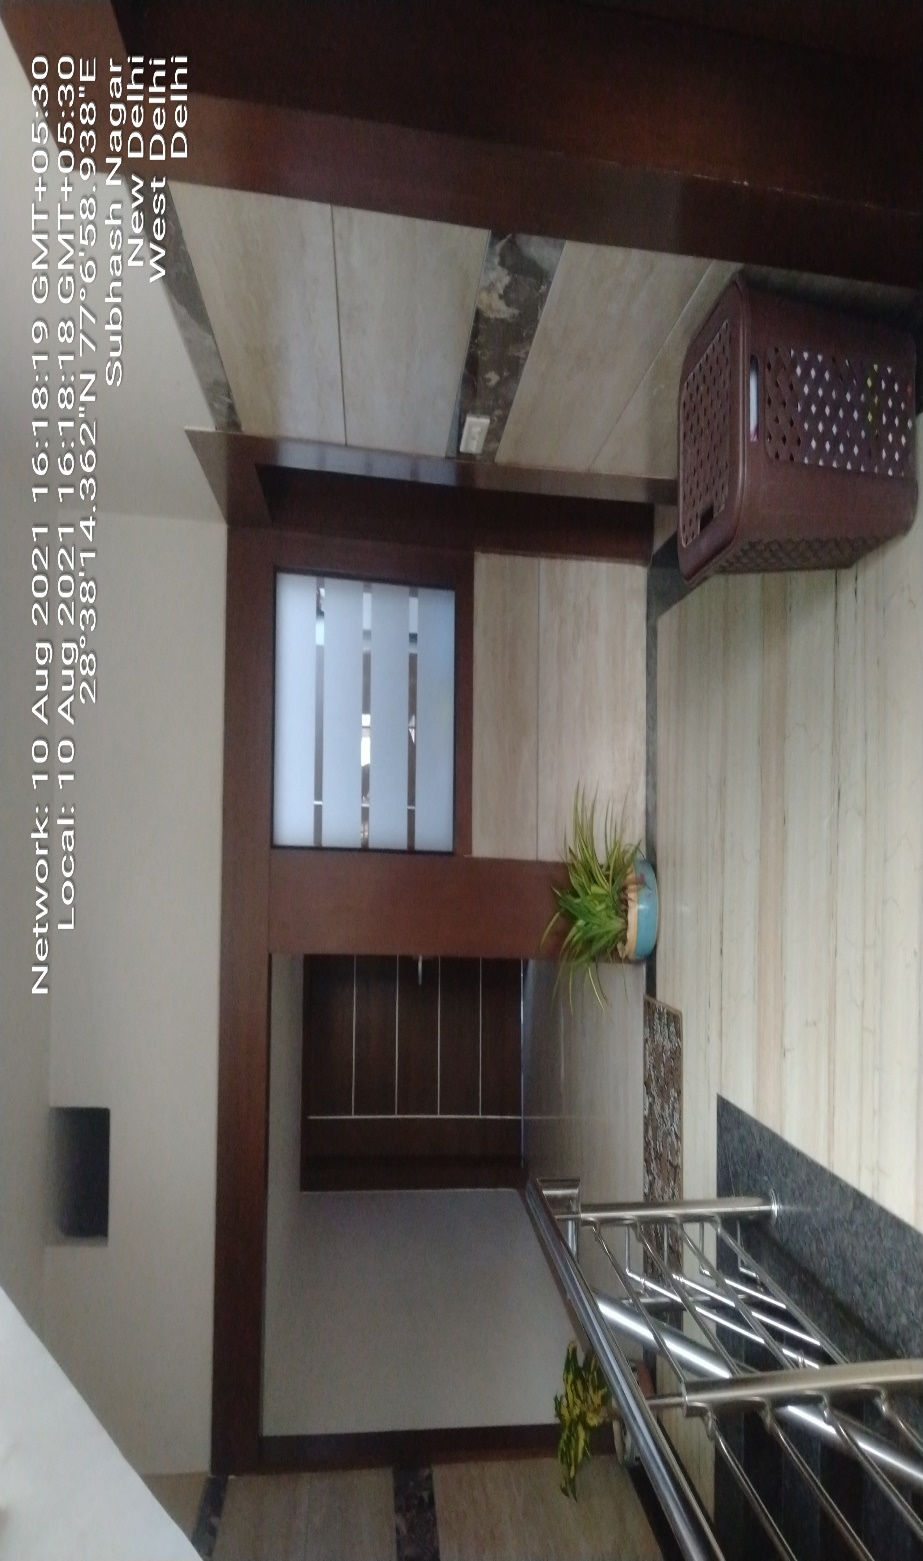 Network: 10 Aug 2021 16:18:19 GMT+05:30
Local: 10 Aug 2021 16:18:18 GMT+05:30
28°38'14.362"N 77°6'58.938"E
Subhash Nagar
New Delhi
West Delhi
Delhi